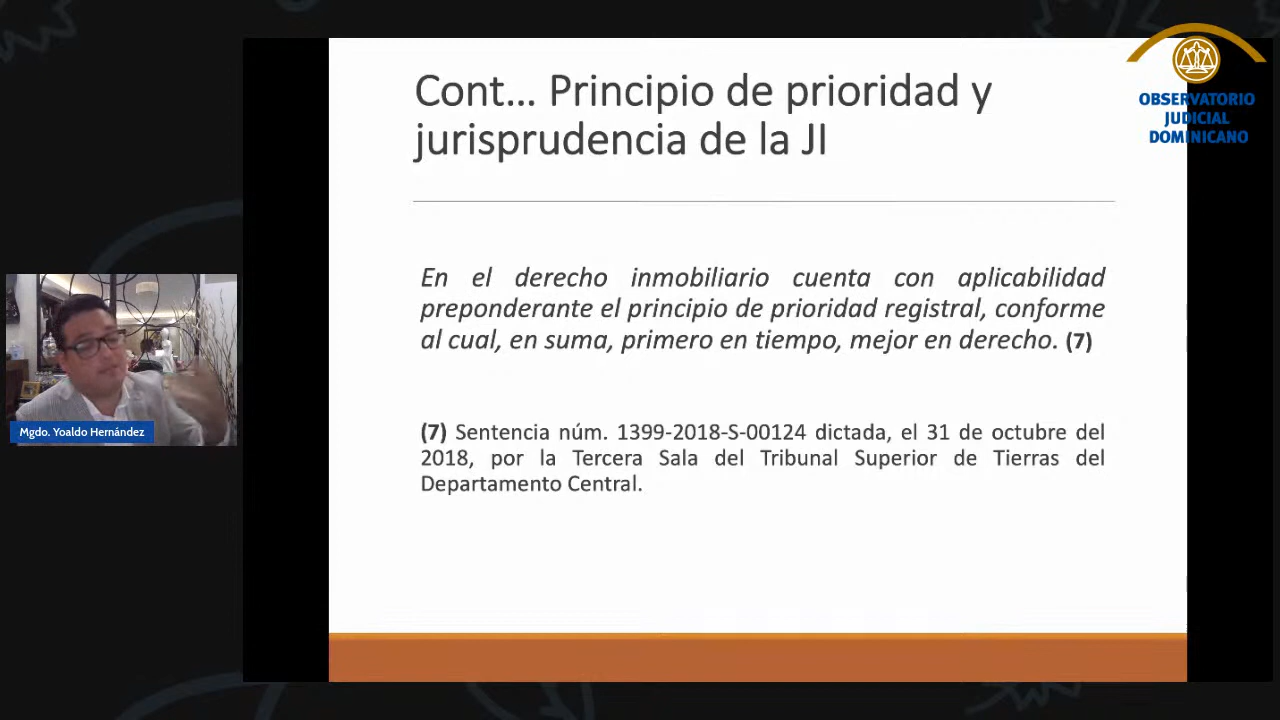 Cont... Principio de prioridad y
jurisprudencia de la JI
OBSERVATORIO
JUDICIAL
DOMINICANO
En el derecho inmobiliario cuenta con aplicabilidad
preponderante el principio de prioridad registral, conforme
al cual, en suma, primero en tiempo, mejor en derecho. (7)
Mgdo. Yoaldo Hernández
(7) Sentencia núm. 1399-2018-S-00124 dictada, el 31 de octubre del
2018, por la Tercera Sala del Tribunal Superior de Tierras del
Departamento Central.